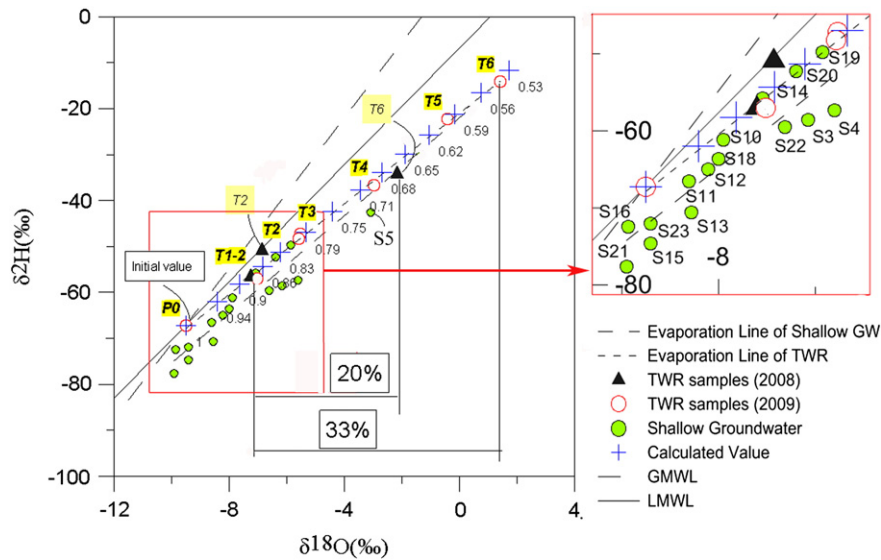 0
-20
-40
-60
-80
-100
-12
-8
-4
0
4
δ2H(‰)
δ18O(‰)
T6
0.53
0.56
T5
T6
0.59
0.62
T4
0.65
0.68
0.71
T2
T3
0.75
S5
T2
0.79
T1-2
Initial value
0.83
0.86
P0
0.9
0.94
1
20%
33%
S19
S20
S14
-60
S10
S22
S3
S4
S18
S12
S11
S16
S13
S23
-8
S21
S15
-80
Evaporation Line of Shallow GW
Evaporation Line of TWR
TWR samples (2008)
TWR samples (2009)
Shallow Groundwater
Calculated Value
GMWL
LMWL